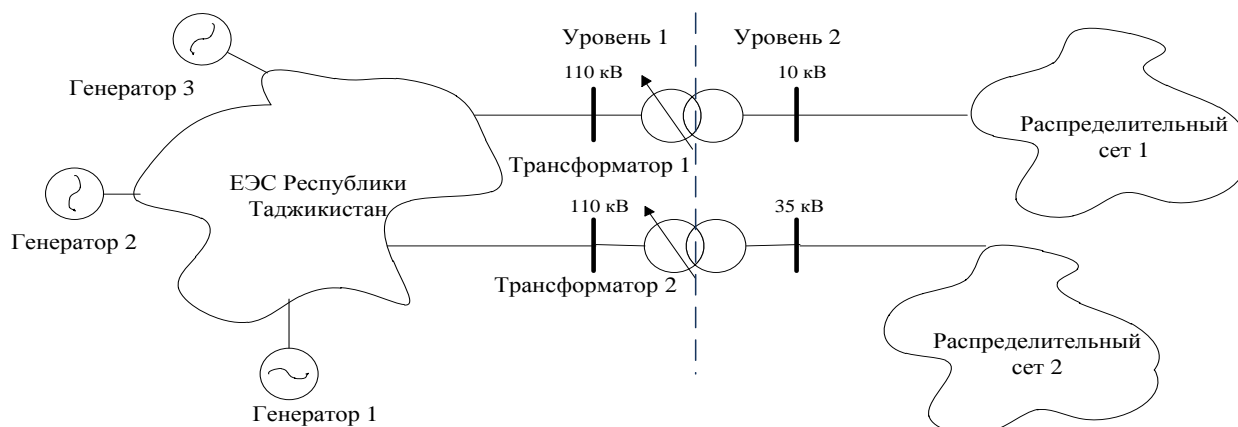 Уровень 1
Уровень 2
Генератор 3
110 кВ
10 кВ
Распределительный
сет 1
Трансформатор 1
ЕЭС Республики
Таджикистан
Генератор 2
110 кВ
35 кВ
Трансформатор 2
Распределительный
сет 2
Генератор 1